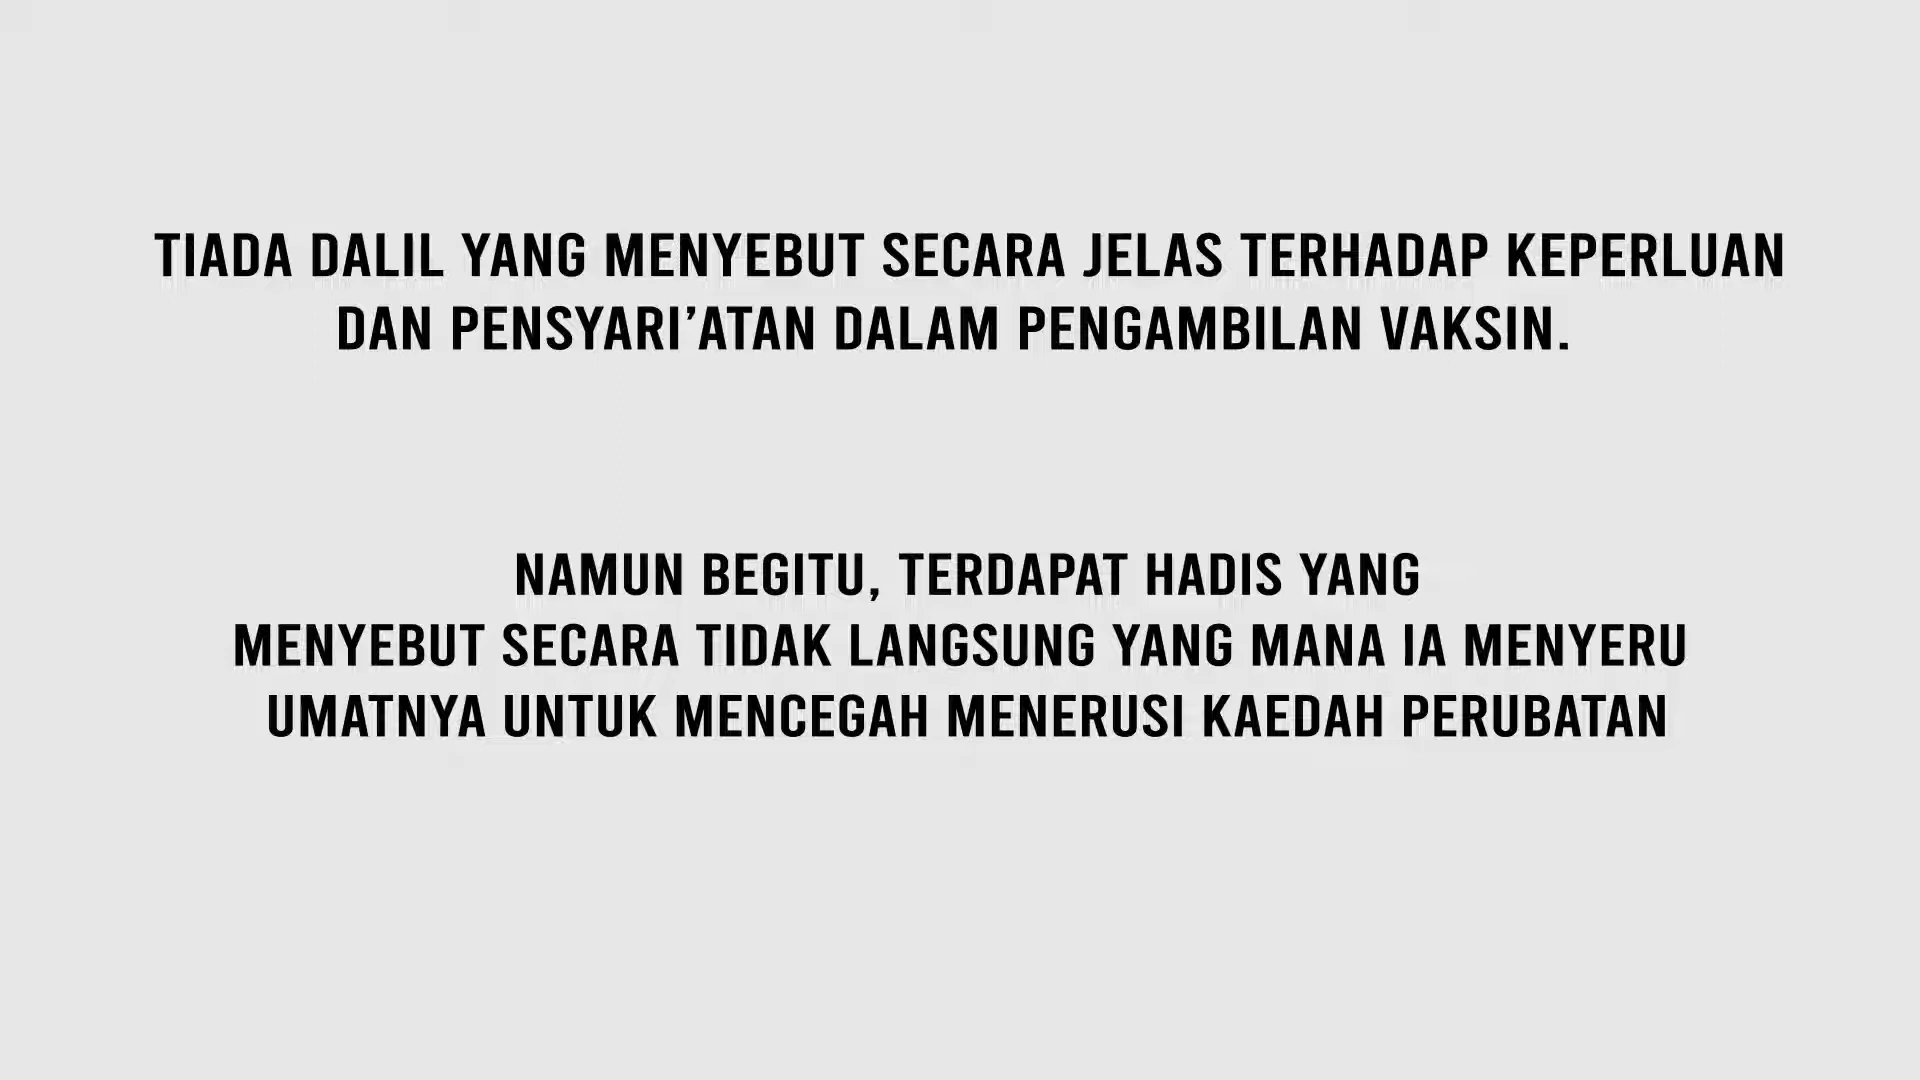 TIADA DALIL YANG MENYEBUT SECARA JELAS TERHADAP KEPERLUAN
DAN PENSYARI’ATAN DALAM PENGAMBILAN VAKSIN.
NAMUN BEGITU, TERDAPAT HADIS YANG
MENYEBUT SECARA TIDAK LANGSUNG YANG MANA IA MENYERU
UMATNYA UNTUK MENCEGAH MENERUSI KAEDAH PERUBATAN